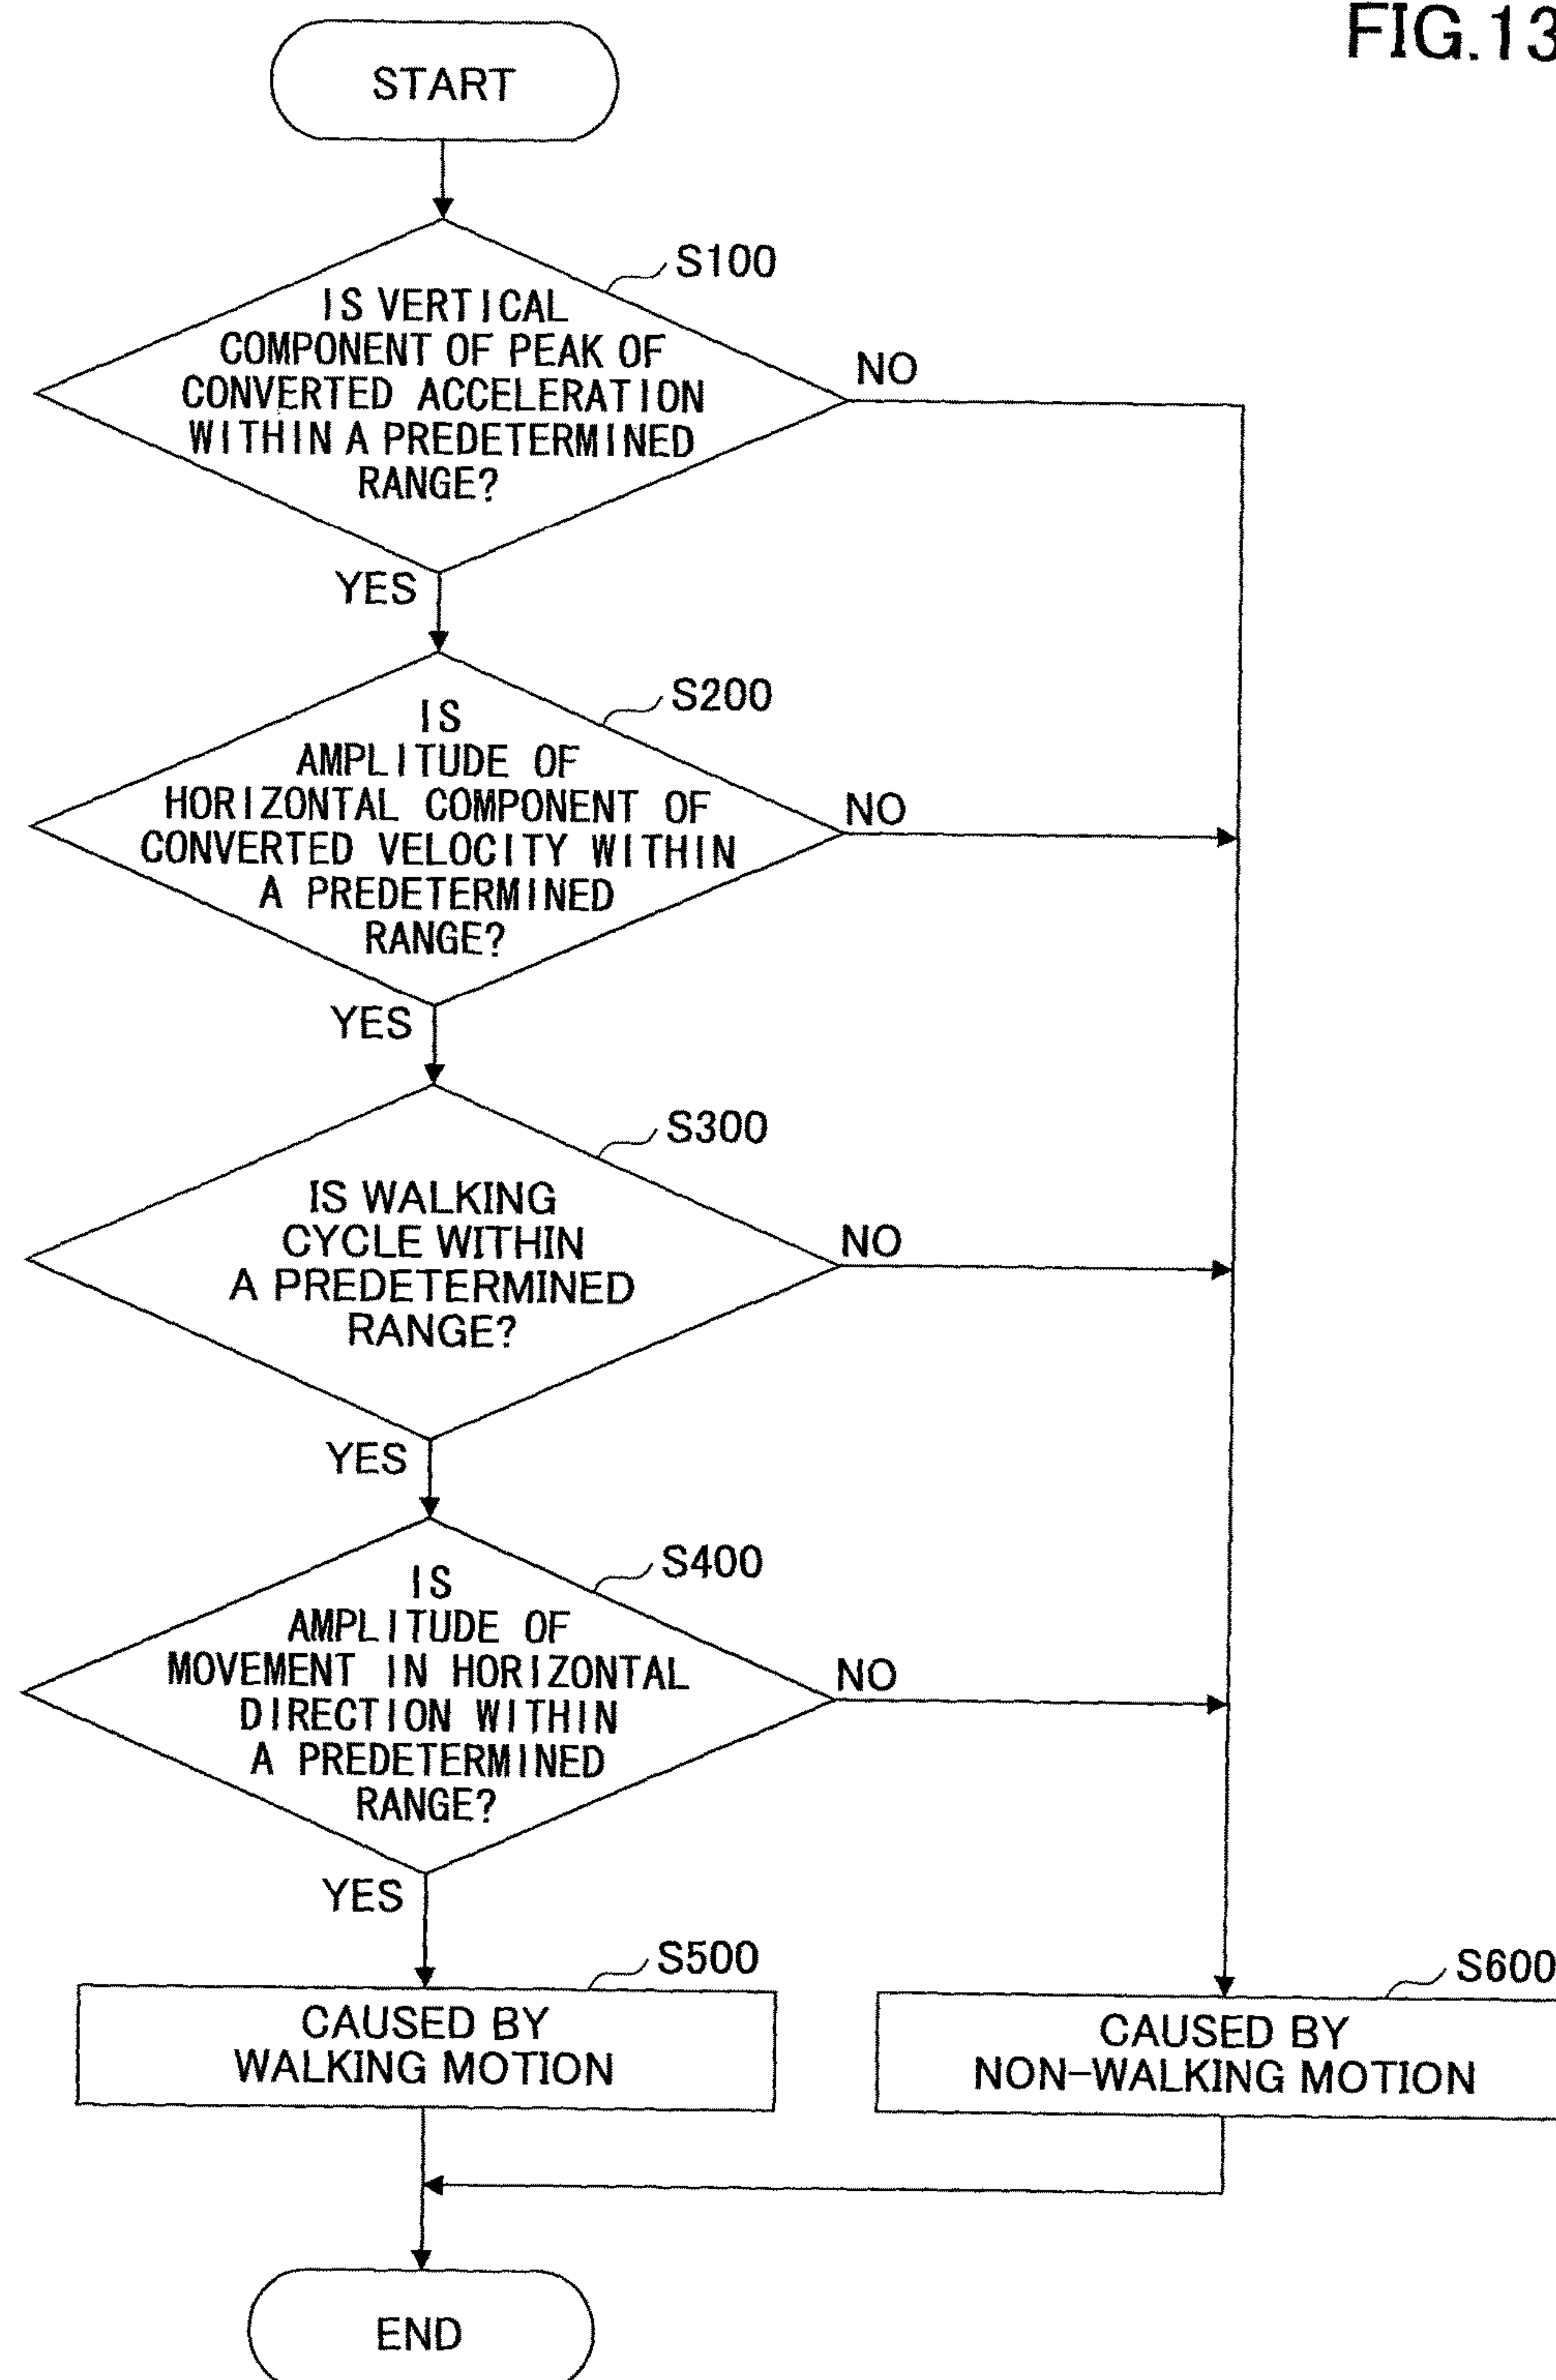 FIG.13
START
S100
IS VERTICAL
COMPONENT OF PEAK OF
CONVERTED ACCELERATION
WITHIN A PREDETERMINED
RANGE?
NO
YES
S200
IS
AMPLITUDE OF
HORIZONTAL COMPONENT OF
CONVERTED VELOCITY WITHIN
A PREDETERMINED
RANGE?
NO
YES
S300
IS WALKING
CYCLE WITHIN
A PREDETERMINED
RANGE?
NO
YES
S400
IS
AMPLITUDE OF
MOVEMENT IN HORIZONTAL
DIRECTION WITHIN
A PREDETERMINED
RANGE?
NO
YES
S500
CAUSED BY
WALKING MOTION
S600
CAUSED BY
NON-WALKING MOTION
END